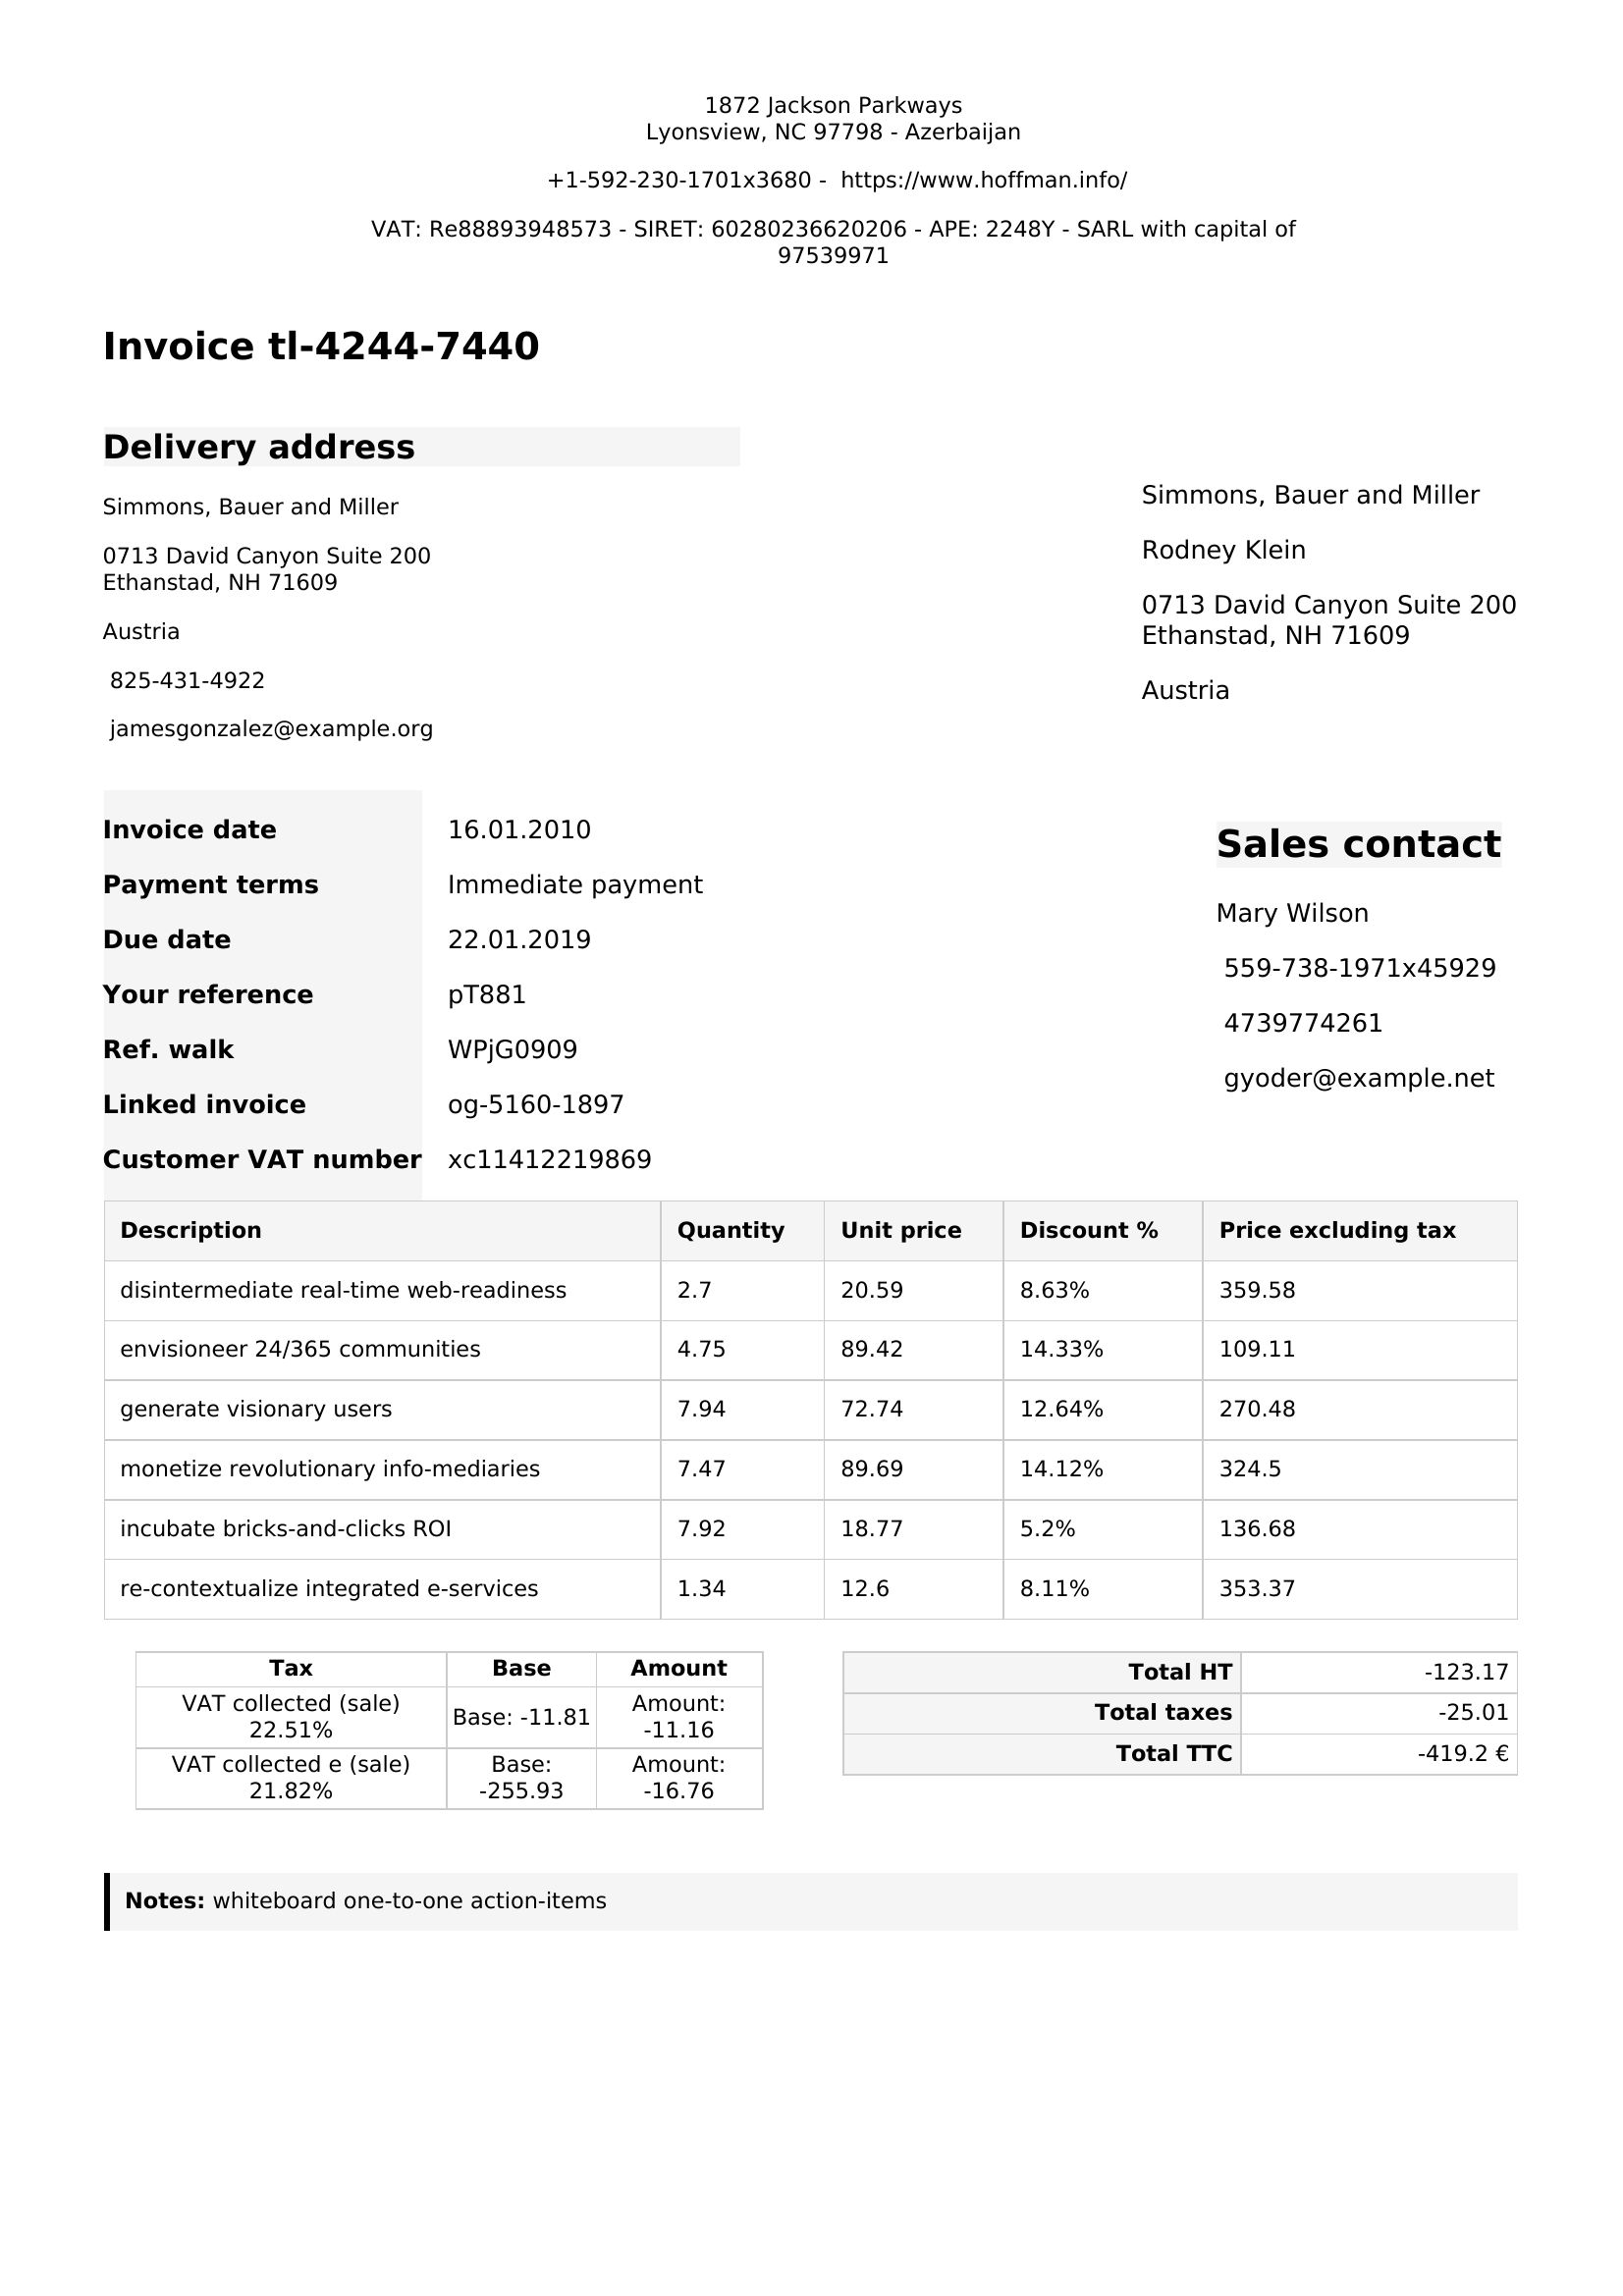 1872 Jackson Parkways
Lyonsview, NC 97798 - Azerbaijan
+1-592-230-1701x3680 - https://www.hoffman.info/
VAT: Re88893948573 - SIRET: 60280236620206 - APE: 2248Y - SARL with capital of
97539971
Invoice tl-4244-7440
Delivery address
Simmons, Bauer and Miller
0713 David Canyon Suite 200
Ethanstad, NH 71609
Austria
825-431-4922
jamesgonzalez@example.org
Simmons, Bauer and Miller
Rodney Klein
0713 David Canyon Suite 200
Ethanstad, NH 71609
Austria
Invoice date 16.01.2010
Payment terms Immediate payment
Due date 22.01.2019
Your reference pT881
Ref. walk WPjG0909
Linked invoice og-5160-1897
Customer VAT number xc11412219869
Sales contact
Mary Wilson
559-738-1971x45929
4739774261
gyoder@example.net
Description Quantity Unit price Discount % Price excluding tax
disintermediate real-time web-readiness 2.7 20.59 8.63% 359.58
envisioneer 24/365 communities 4.75 89.42 14.33% 109.11
generate visionary users 7.94 72.74 12.64% 270.48
monetize revolutionary info-mediaries 7.47 89.69 14.12% 324.5
incubate bricks-and-clicks ROI 7.92 18.77 5.2% 136.68
re-contextualize integrated e-services 1.34 12.6 8.11% 353.37
Tax Base Amount
VAT collected (sale)
22.51%
Base: -11.81
Amount:
-11.16
VAT collected e (sale)
21.82%
Base:
-255.93
Amount:
-16.76
Total HT -123.17
Total taxes -25.01
Total TTC -419.2 €
Notes: whiteboard one-to-one action-items